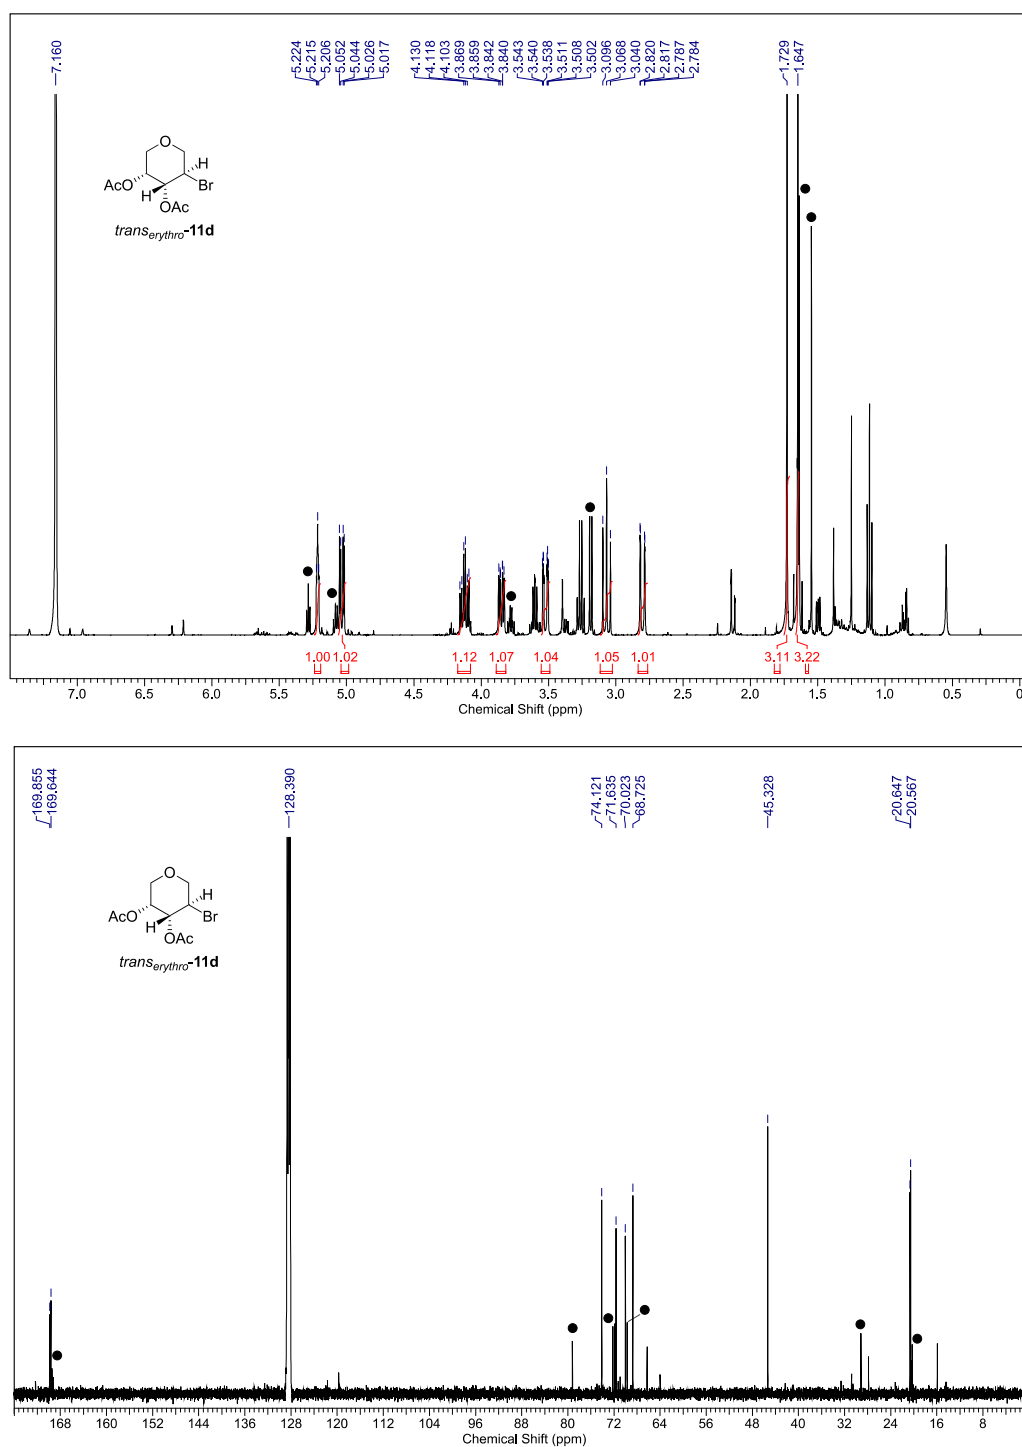 7.160
5.224
5.215
5.206
5.052
5.044
5.026
5.017
4.130
4.118
4.103
3.869
3.859
3.842
3.840
3.543
3.540
3.538
3.511
3.508
3.502
3.096
3.068
3.040
2.820
2.817
2.787
2.784
1.729
1.647
O
H
AcO
Br
H
OAc
trans erythro-11d
1.00 1.02 1.12 1.07 1.04 1.05 1.01 3.11 3.22
7.0 6.5 6.0 5.5 5.0 4.5 4.0 3.5 3.0 2.5 2.0 1.5 1.0 0.5 0
Chemical Shift (ppm)
169.855
169.644
128.390
74.121
71.635
70.023
68.725
45.328
20.647
20.567
O
H
AcO
Br
H
OAc
trans erythro-11d
168 160 152 144 136 128 120 112 104 96 88 80 72 64 56 48 40 32 24 16 8
Chemical Shift (ppm)